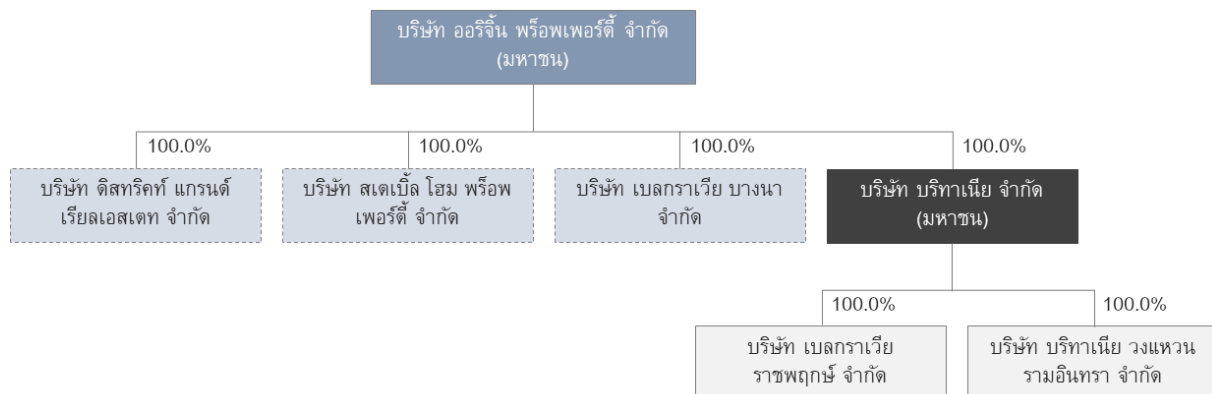 บริษัท ออริจิ้น พร็อพเพอร์ตี้ จำกัด
(มหาชน)
100.0%
100.0%
100.0%
100.0%
บริษัท ดิสทริคท์ แกรนด์
เรียลเอสเตท จำกัด
บริษัท สเตเบิ้ล โฮม พร็อพ
เพอร์ตี้ จำกัด
บริษัท เบลกราเวีย บางนา
จำกัด
บริษัท บริทาเนีย จำกัด
(มหาชน)
100.0%
100.0%
บริษัท เบลกราเวีย
ราชพฤกษ์ จำกัด
บริษัท บริทาเนีย วงแหวน
รามอินทรา จำกัด